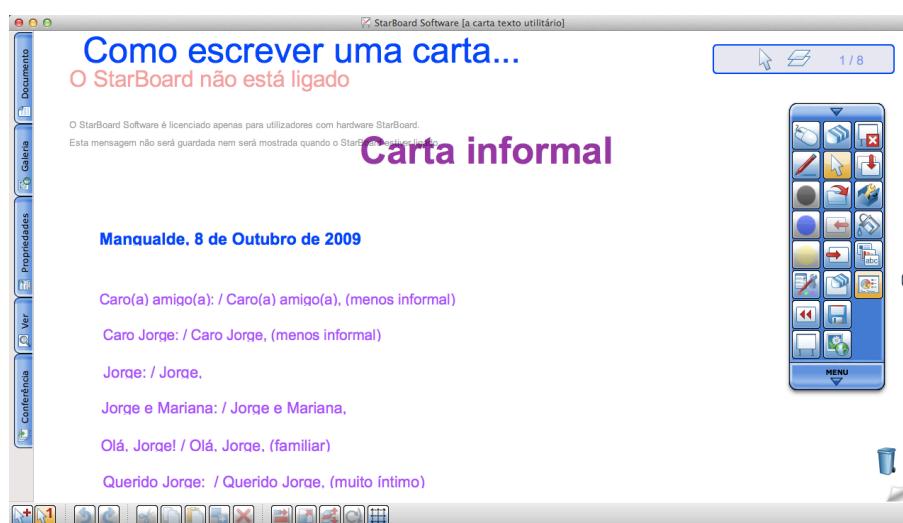 StarBoard Software [a carta texto utilitário]
Como escrever uma carta...
O StarBoard não está ligado
1 / 8
O StarBoard Software é licenciado apenas para utilizadores com hardware StarBoard.
Esta mensagem não será guardada nem será mostrada quando o StarBoard estiver ligado.
Carta informal
Mangualde, 8 de Outubro de 2009
Caro(a) amigo(a): / Caro(a) amigo(a), (menos informal)
Caro Jorge: / Caro Jorge, (menos informal)
Jorge: / Jorge,
Jorge e Mariana: / Jorge e Mariana,
Olá, Jorge! / Olá, Jorge, (familiar)
Querido Jorge: / Querido Jorge, (muito íntimo)
Documento
Galeria
Propriedades
Ver
Conferência
abc
MENU
1